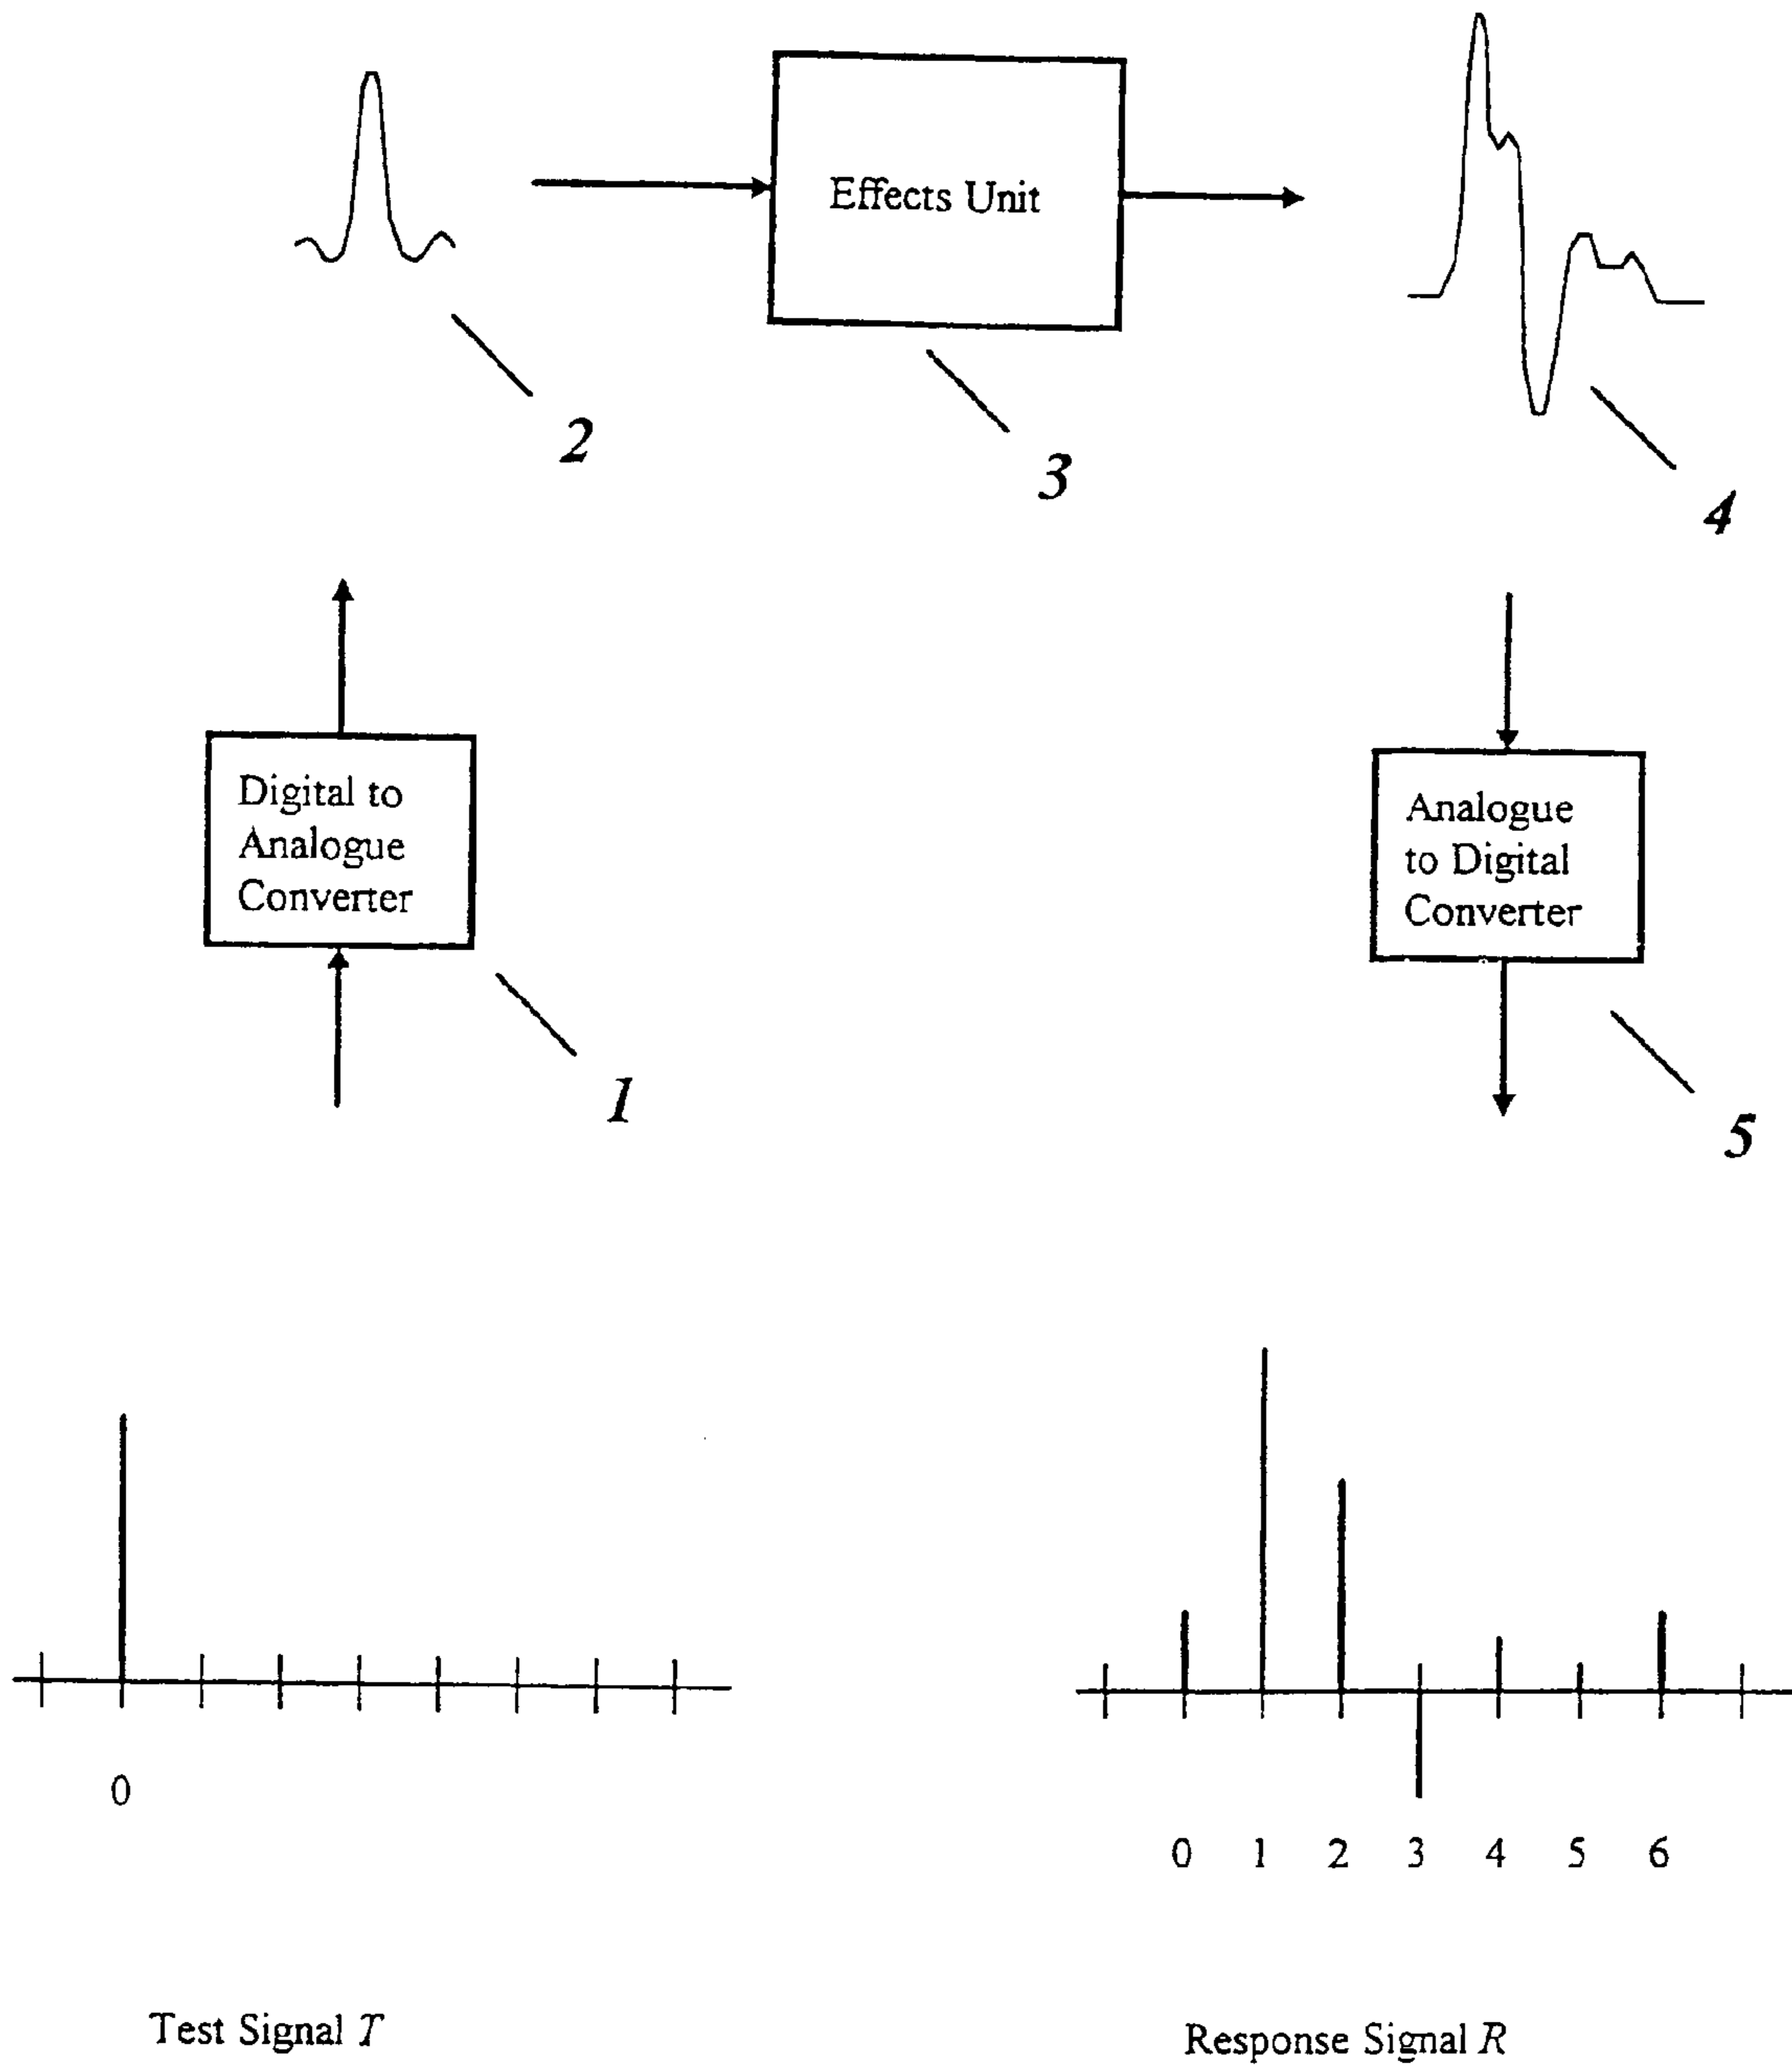 Effects Unit
2
3
4
Digital to
Analogue
Converter
Analogue
to Digital
Converter
1
5
0
0 1 2 3 4 5 6
Test Signal T
Response Signal R